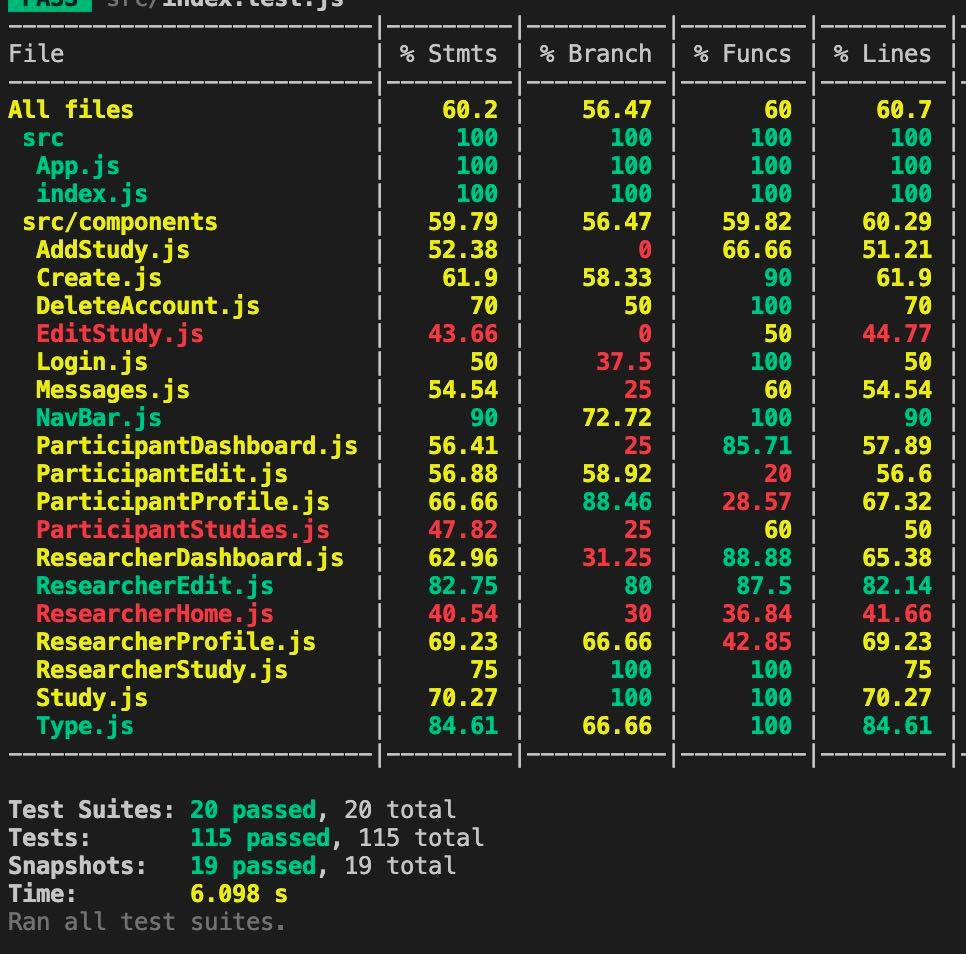 PASS src/index.test.js
File | % Stmts | % Branch | % Funcs | % Lines |
All files | 60.2 | 56.47 | 60 | 60.7 |
src | 100 | 100 | 100 | 100 |
App.js | 100 | 100 | 100 | 100 |
index.js | 100 | 100 | 100 | 100 |
src/components | 59.79 | 56.47 | 59.82 | 60.29 |
AddStudy.js | 52.38 | 0 | 66.66 | 51.21 |
Create.js | 61.9 | 58.33 | 90 | 61.9 |
DeleteAccount.js | 70 | 50 | 100 | 70 |
EditStudy.js | 43.66 | 0 | 50 | 44.77 |
Login.js | 50 | 37.5 | 100 | 50 |
Messages.js | 54.54 | 25 | 60 | 54.54 |
NavBar.js | 90 | 72.72 | 100 | 90 |
ParticipantDashboard.js | 56.41 | 25 | 85.71 | 57.89 |
ParticipantEdit.js | 56.88 | 58.92 | 20 | 56.6 |
ParticipantProfile.js | 66.66 | 88.46 | 28.57 | 67.32 |
ParticipantStudies.js | 47.82 | 25 | 60 | 50 |
ResearcherDashboard.js | 62.96 | 31.25 | 88.88 | 65.38 |
ResearcherEdit.js | 82.75 | 80 | 87.5 | 82.14 |
ResearcherHome.js | 40.54 | 30 | 36.84 | 41.66 |
ResearcherProfile.js | 69.23 | 66.66 | 42.85 | 69.23 |
ResearcherStudy.js | 75 | 100 | 100 | 75 |
Study.js | 70.27 | 100 | 100 | 70.27 |
Type.js | 84.61 | 66.66 | 100 | 84.61 |
Test Suites: 20 passed, 20 total
Tests: 115 passed, 115 total
Snapshots: 19 passed, 19 total
Time: 6.098 s
Ran all test suites.